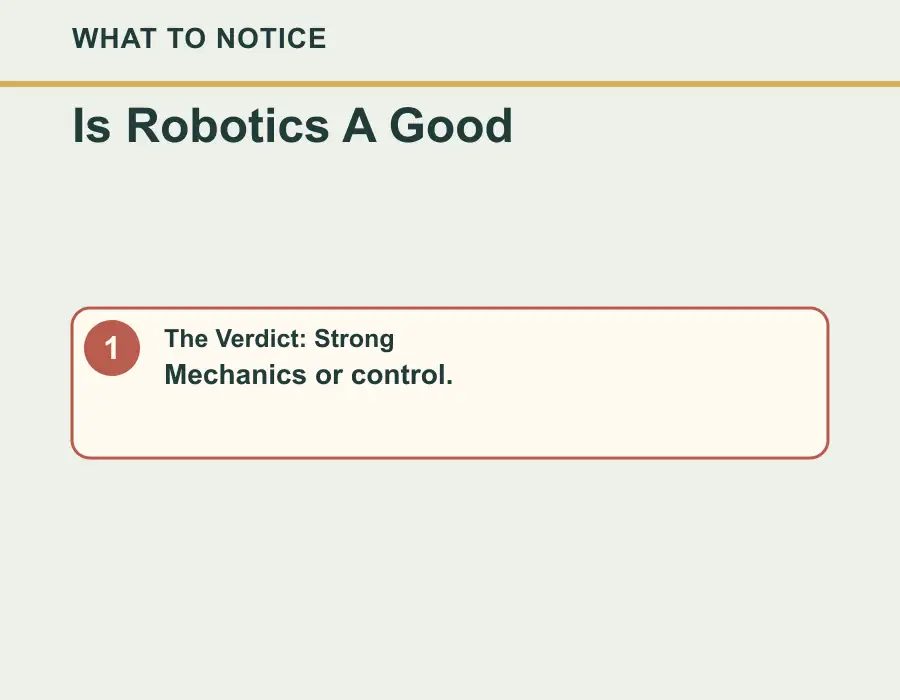 WHAT TO NOTICE
Is Robotics A Good
1
The Verdict: Strong
Mechanics or control.